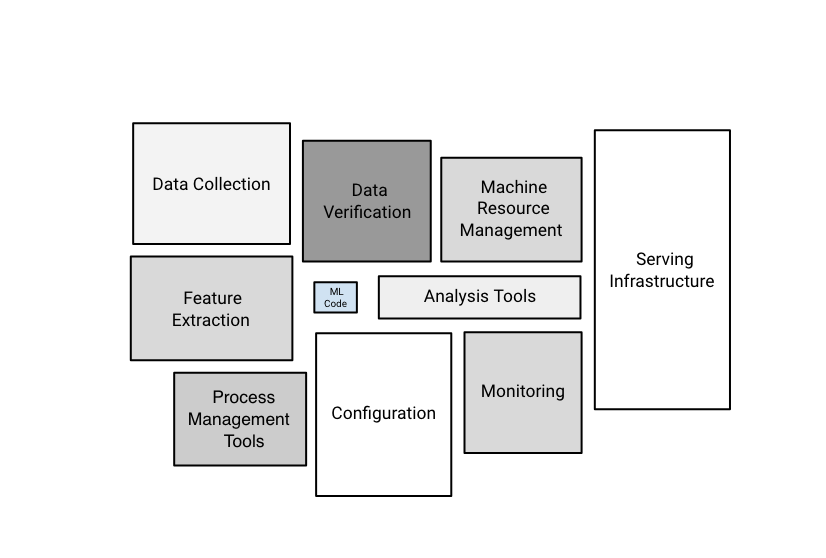 Data Collection
Data
Verification
Machine
Resource
Management
Serving
Infrastructure
Feature
Extraction
ML
Code
Analysis Tools
Process
Management
Tools
Configuration
Monitoring